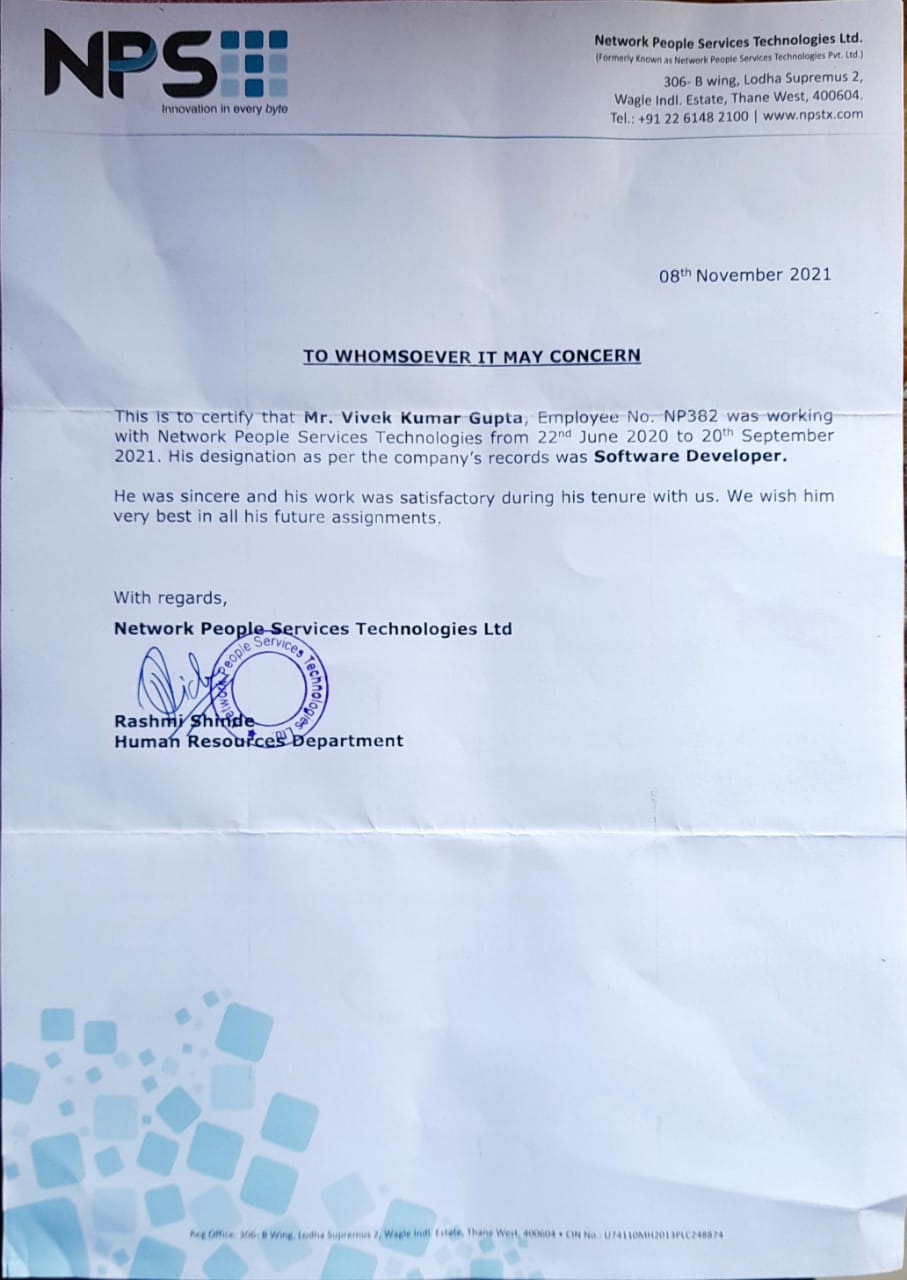 NPS
Innovation in every byte
Network People Services Technologies Ltd.
(Formerly Known as Network People Services Technologies Pvt. Ltd.)
306- B wing, Lodha Supremus 2,
Wagle Indl. Estate, Thane West, 400604.
Tel.: +91 22 6148 2100 | www.npstx.com
08th November 2021
TO WHOMSOEVER IT MAY CONCERN
This is to certify that Mr. Vivek Kumar Gupta, Employee No. NP382 was working
with Network People Services Technologies from 22nd June 2020 to 20th September
2021. His designation as per the company's records was Software Developer.
He was sincere and his work was satisfactory during his tenure with us. We wish him
very best in all his future assignments.
With regards,
Network People Services Technologies Ltd
Network People Services Technologies Ltd
Rashmi Shinde
Human Resources Department
Reg Office: 306- B Wing, Lodha Supremus 2, Wagle Indl. Estate, Thane West, 400604 • CIN No.: U74110MH2013PLC248874